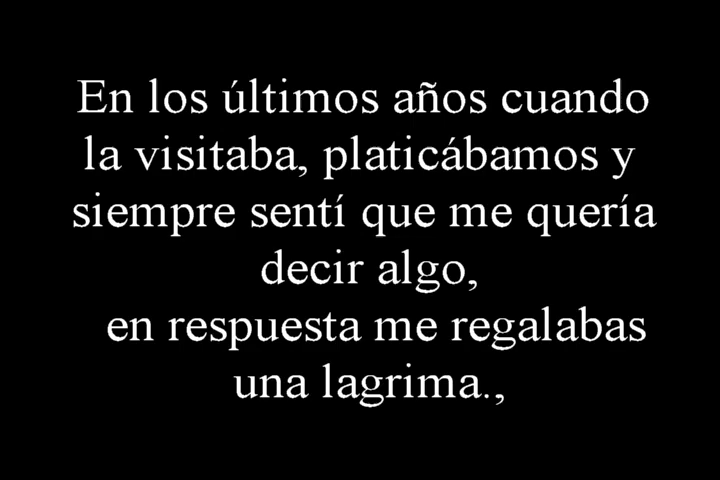 En los últimos años cuando
la visitaba, platicábamos y
siempre sentí que me quería
decir algo,
en respuesta me regalabas
una lagrima.,